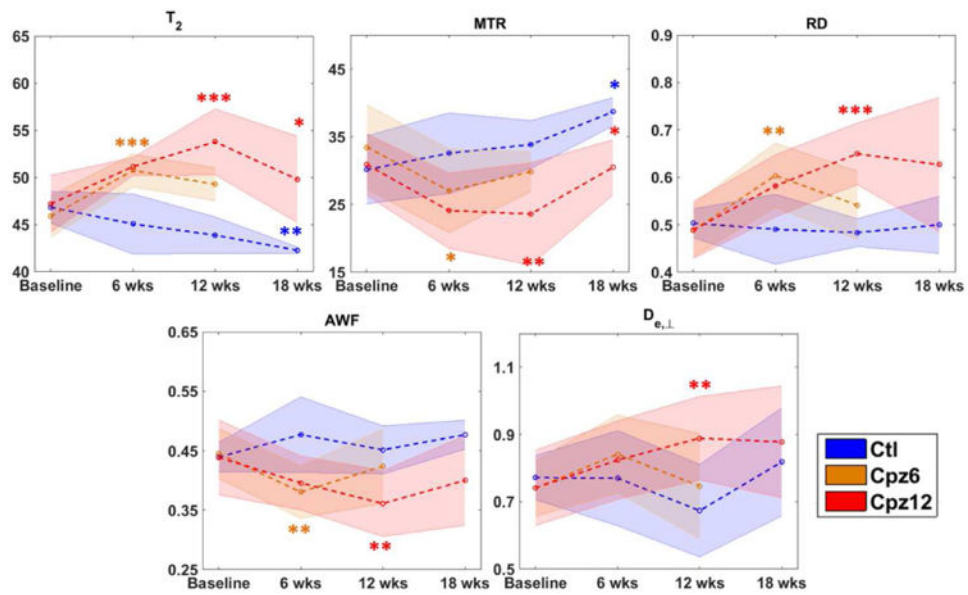 T2 MTR RD
65 60 55 50 45 40
*** *** * **
Baseline 6 wks 12 wks 18 wks
45 35 25 15
* * * **
Baseline 6 wks 12 wks 18 wks
0.9 0.8 0.7 0.6 0.5 0.4
** ***
Baseline 6 wks 12 wks 18 wks
AWF De,⊥
0.65 0.55 0.45 0.35 0.25
** **
Baseline 6 wks 12 wks 18 wks
1.1 0.9 0.7 0.5
**
Baseline 6 wks 12 wks 18 wks
Ctl
Cpz6
Cpz12